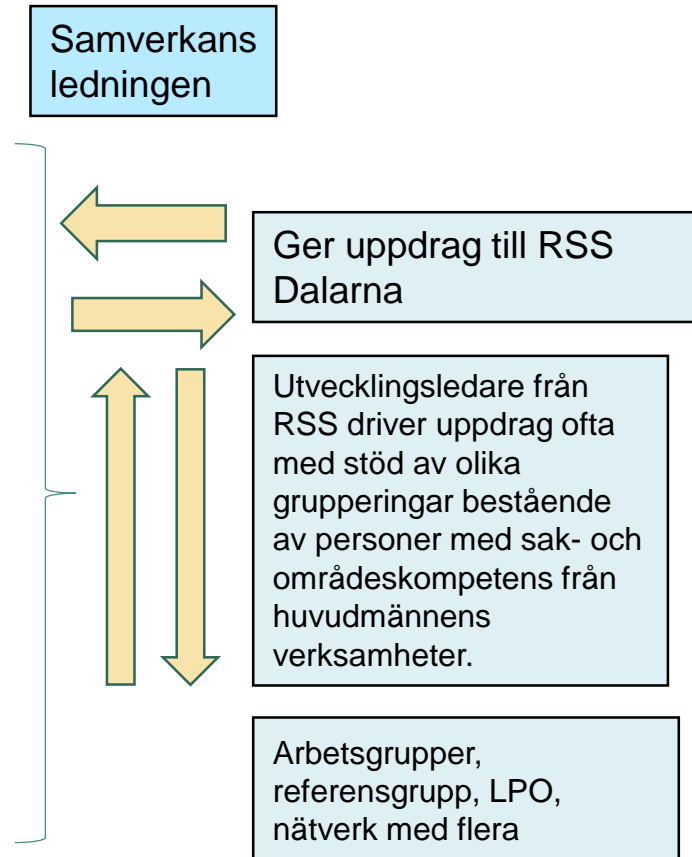 Samverkans
ledningen
Ger uppdrag till RSS
Dalarna
Utvecklingsledare från
RSS driver uppdrag ofta
med stöd av olika
grupperingar bestående
av personer med sak- och
områdeskompetens från
huvudmännens
verksamheter.
Arbetsgrupper,
referensgrupp, LPO,
nätverk med flera